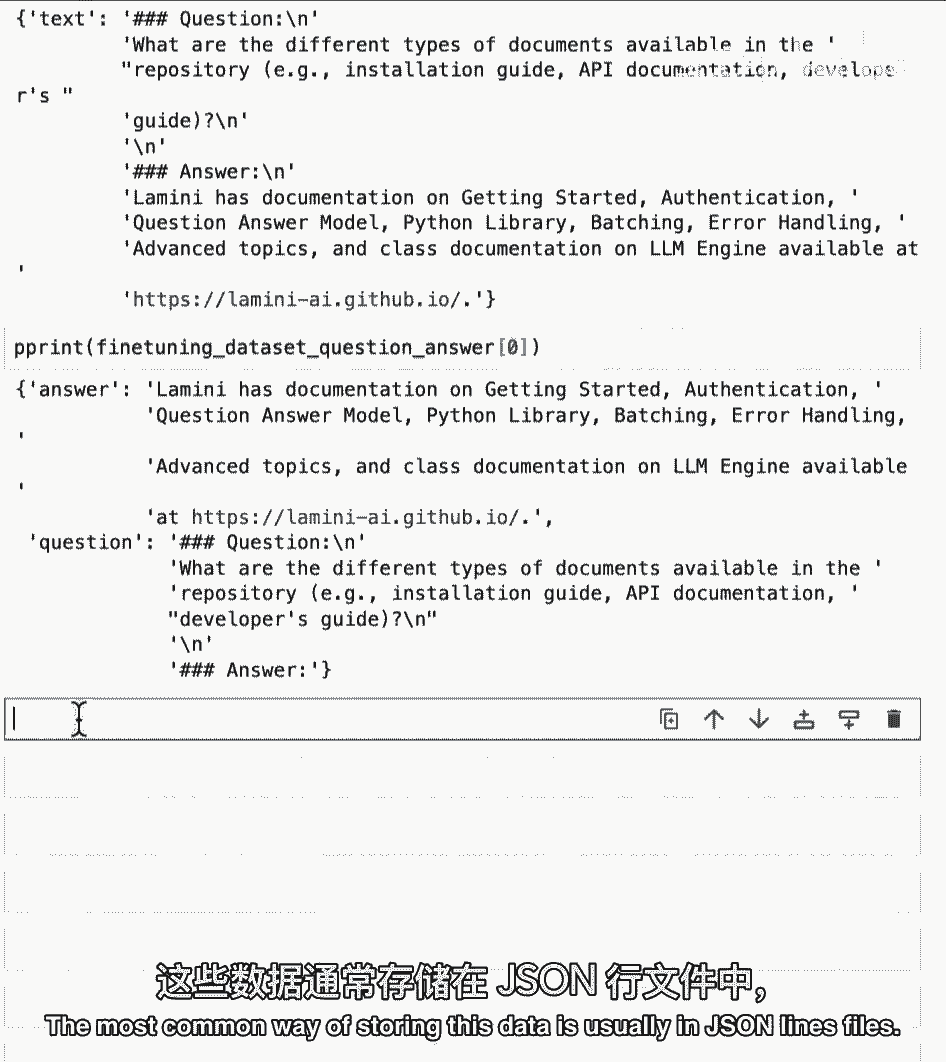 {'text': '### Question:\n'
'What are the different types of documents available in the '
"repository (e.g., installation guide, API documentation, develope
r's "
'guide)?\n'
'\n'
'### Answer:\n'
'Lamini has documentation on Getting Started, Authentication, '
'Question Answer Model, Python Library, Batching, Error Handling, '
'Advanced topics, and class documentation on LLM Engine available at
'
'https://lamini-ai.github.io/.'}
pprint(finetuning_dataset_question_answer[0])
{'answer': 'Lamini has documentation on Getting Started, Authentication, '
'Question Answer Model, Python Library, Batching, Error Handling,
'
'Advanced topics, and class documentation on LLM Engine available
'
'at https://lamini-ai.github.io/.',
'question': '### Question:\n'
'What are the different types of documents available in the '
'repository (e.g., installation guide, API documentation, '
"developer's guide)?\n"
'\n'
'### Answer:'}
这些数据通常存储在 JSON 行文件中，
The most common way of storing this data is usually in JSON lines files.